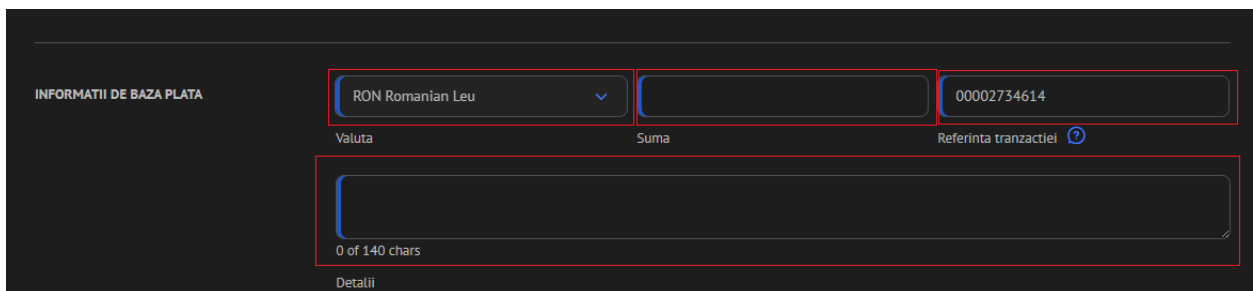 INFORMATII DE BAZA PLATA
RON Romanian Leu
00002734614
Valuta
Suma
Referinta tranzactiei ?
0 of 140 chars
Detalii